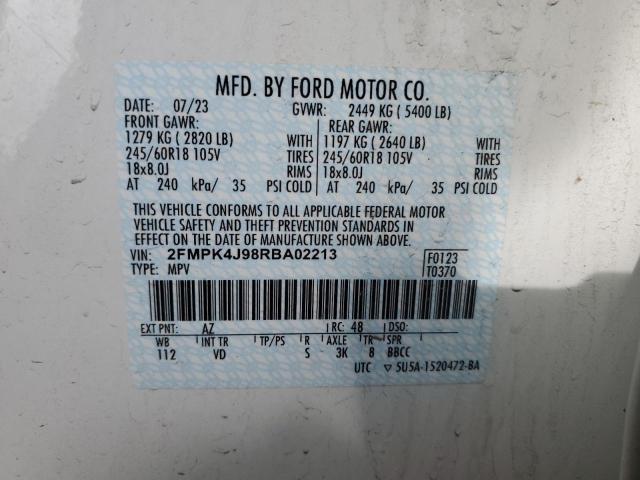 MFD. BY FORD MOTOR CO.
DATE: 07/23 GVWR: 2449 KG ( 5400 LB)
FRONT GAWR: REAR GAWR:
1279 KG ( 2820 LB) WITH 1197 KG ( 2640 LB) WITH
245/60R18 105V TIRES 245/60R18 105V TIRES
18x8.0J RIMS 18x8.0J RIMS
AT 240 kPa/ 35 PSI COLD AT 240 kPa/ 35 PSI COLD
THIS VEHICLE CONFORMS TO ALL APPLICABLE FEDERAL MOTOR
VEHICLE SAFETY AND THEFT PREVENTION STANDARDS IN
EFFECT ON THE DATE OF MANUFACTURE SHOWN ABOVE.
VIN: 2FMPK4J98RBA02213 F0123
TYPE: MPV T0370
EXT PNT: AZ RC: 48 DSO:
WB INT TR TP/PS R AXLE TR SPR
112 VD S 3K 8 BBCC
UTC ▽ 5U5A-1520472-BA